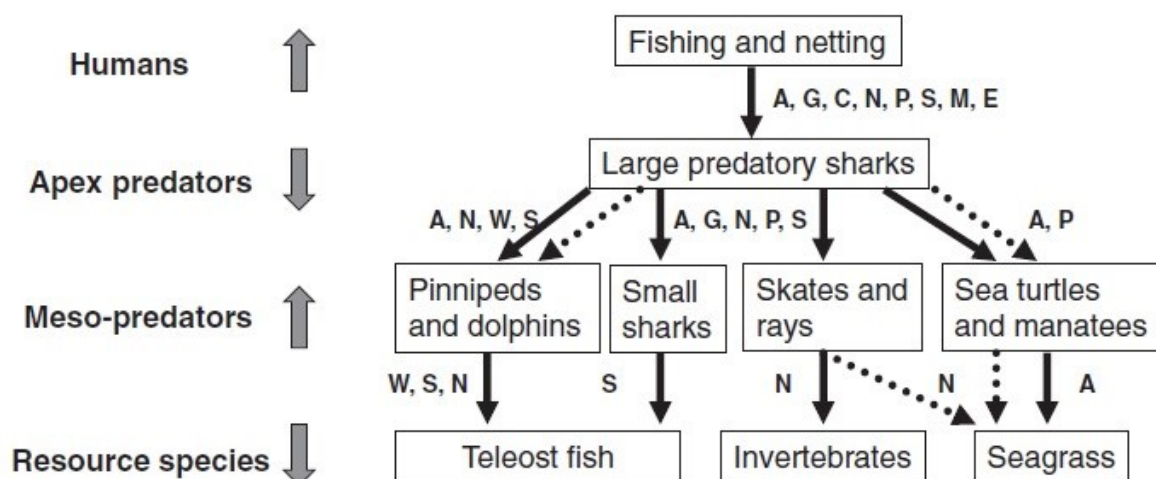 Fishing and netting
Humans
A, G, C, N, P, S, M, E
Large predatory sharks
Apex predators
A, N, W, S
A, G, N, P, S
A, P
Pinnipeds
and dolphins
Small
sharks
Skates and
rays
Sea turtles
and manatees
Meso-predators
W, S, N
S
N
N
A
Resource species
Teleost fish
Invertebrates
Seagrass